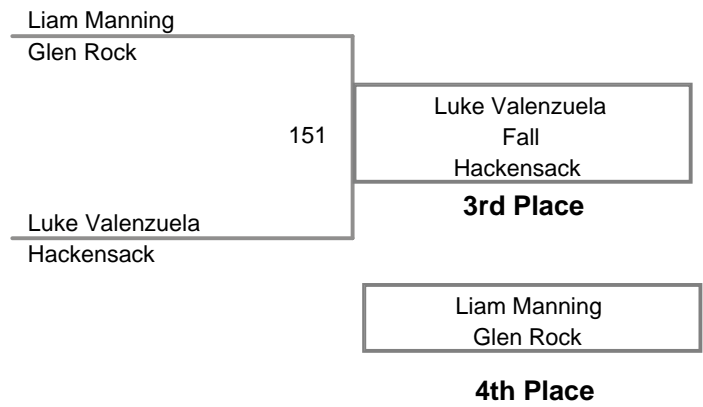 Liam Manning
Glen Rock
151
Luke Valenzuela
Fall
Hackensack
3rd Place
Luke Valenzuela
Hackensack
Liam Manning
Glen Rock
4th Place